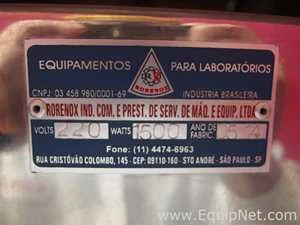 EQUIPAMENTOS PARA LABORATÓRIOS
RORENOX
CNPJ: 03 458 980/0001-69 INDUSTRIA BRASILEIRA
RORENOX IND. COM. E PREST. DE SERV. DE MÁQ E EQUIP. LTDA
VOLTS 220 WATTS 1500 ANO DE FABRIC.
Fone: (11) 4474-6963
RUA CRISTÓVÃO COLOMBO, 145 - CEP: 09110-160 - STO ANDRÉ - SÃO PAULO - SP
www.EquipNet.com